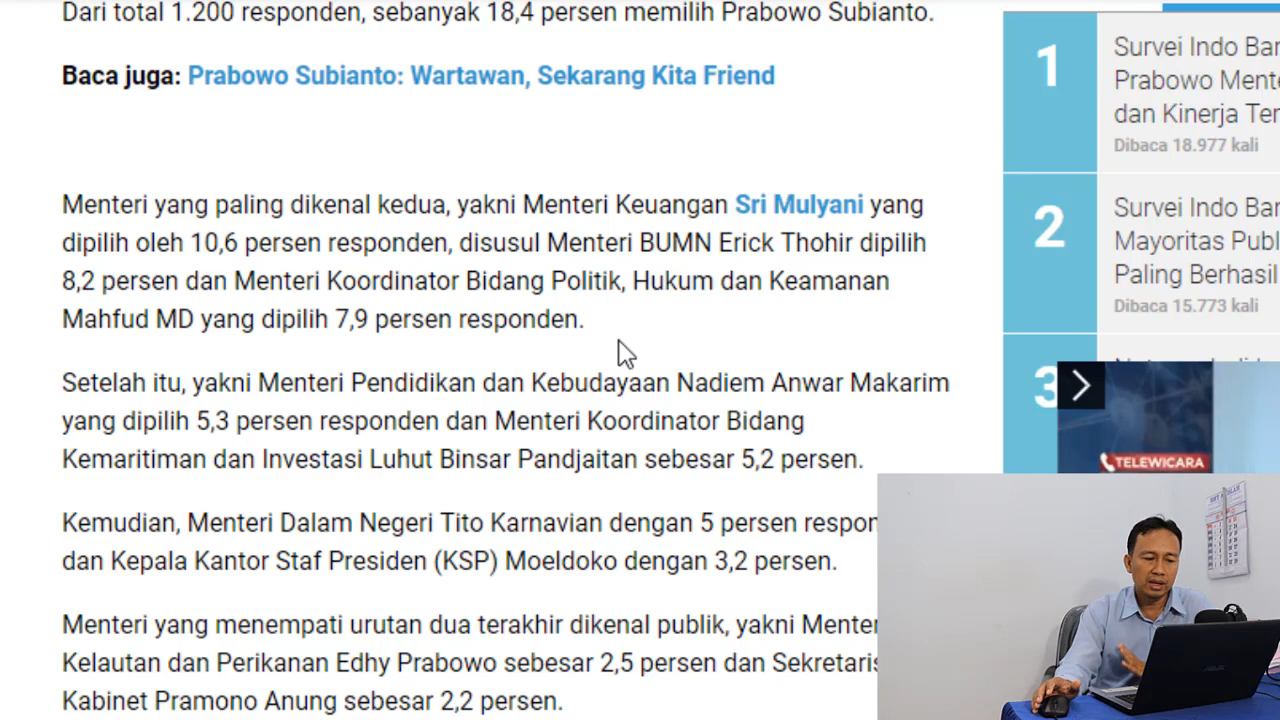 Dari total 1.200 responden, sebanyak 18,4 persen memilih Prabowo Subianto.
Baca juga: Prabowo Subianto: Wartawan, Sekarang Kita Friend
Menteri yang paling dikenal kedua, yakni Menteri Keuangan Sri Mulyani yang
dipilih oleh 10,6 persen responden, disusul Menteri BUMN Erick Thohir dipilih
8,2 persen dan Menteri Koordinator Bidang Politik, Hukum dan Keamanan
Mahfud MD yang dipilih 7,9 persen responden.
Setelah itu, yakni Menteri Pendidikan dan Kebudayaan Nadiem Anwar Makarim
yang dipilih 5,3 persen responden dan Menteri Koordinator Bidang
Kemaritiman dan Investasi Luhut Binsar Pandjaitan sebesar 5,2 persen.
Kemudian, Menteri Dalam Negeri Tito Karnavian dengan 5 persen respon
dan Kepala Kantor Staf Presiden (KSP) Moeldoko dengan 3,2 persen.
Menteri yang menempati urutan dua terakhir dikenal publik, yakni Menter
Kelautan dan Perikanan Edhy Prabowo sebesar 2,5 persen dan Sekretaris
Kabinet Pramono Anung sebesar 2,2 persen.
1
Survei Indo Bar
Prabowo Mente
dan Kinerja Ter
Dibaca 18.977 kali
2
Survei Indo Bar
Mayoritas Publ
Paling Berhasil
Dibaca 15.773 kali
3
TELEWICARA
ASUS